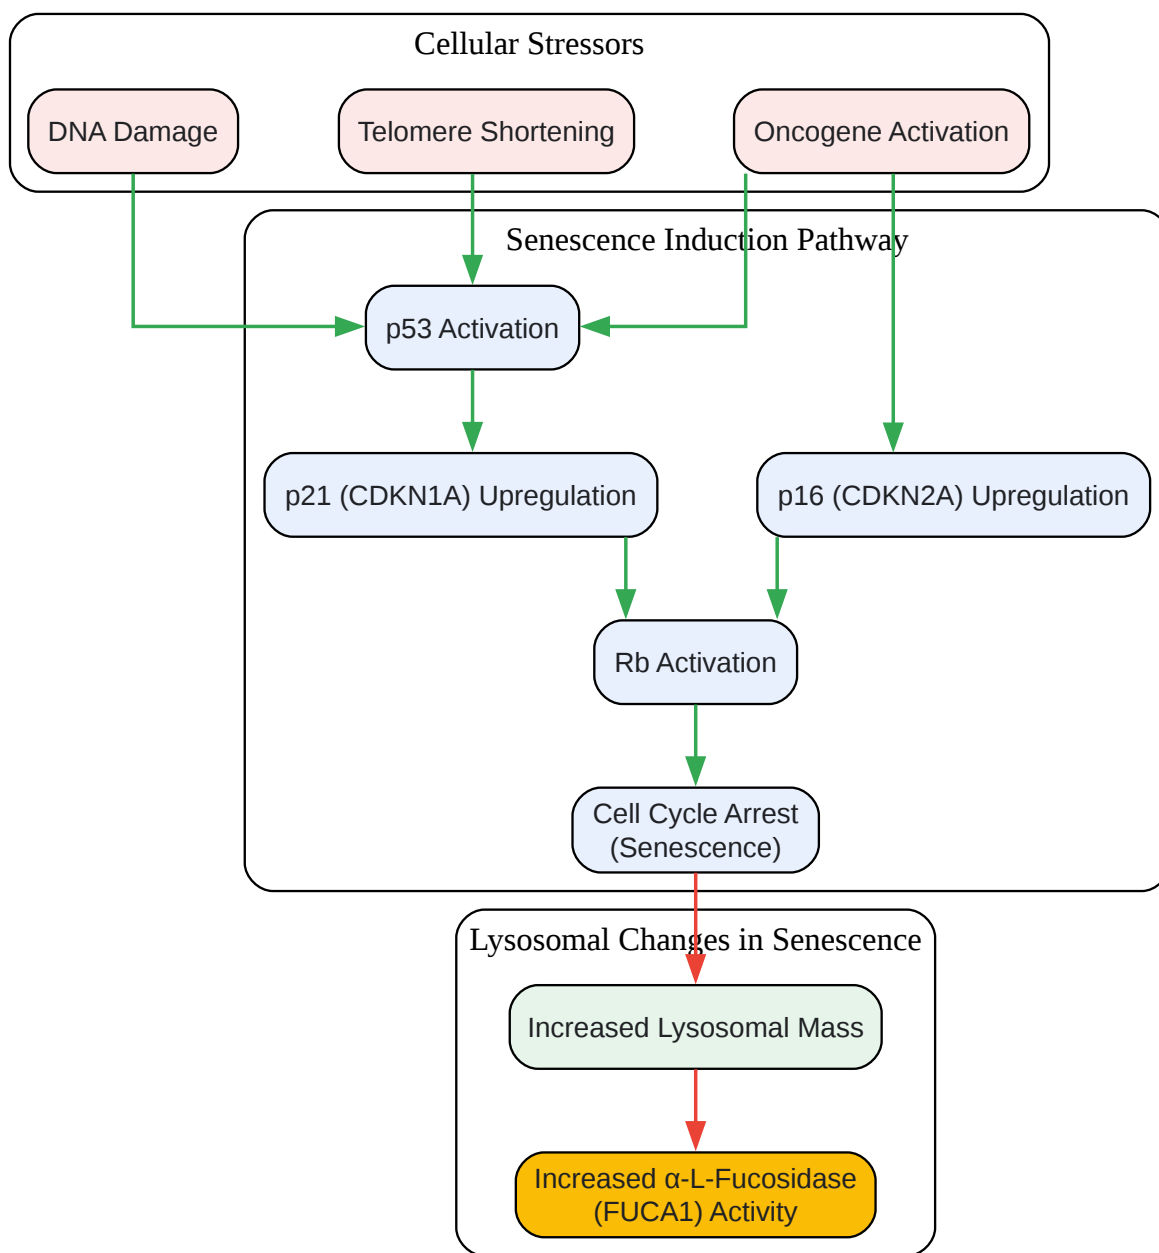 Cellular Stressors
DNA Damage
Telomere Shortening
Oncogene Activation
Senescence Induction Pathway
p53 Activation
p21 (CDKN1A) Upregulation
p16 (CDKN2A) Upregulation
Rb Activation
Cell Cycle Arrest
(Senescence)
Lysosomal Changes in Senescence
Increased Lysosomal Mass
Increased α-L-Fucosidase
(FUCA1) Activity